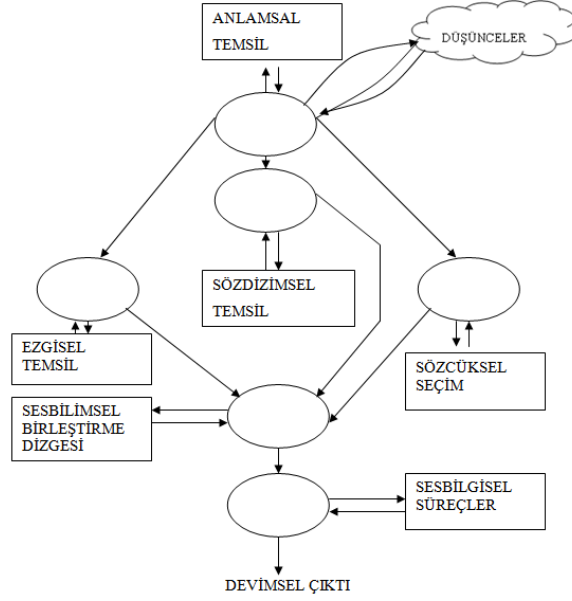 ANLAMSAL
TEMSİL
DÜŞÜNCELER
SÖZDİZİMSEL
TEMSİL
EZGİSEL
TEMSİL
SÖZCÜKSEL
SEÇİM
SESBİLİMSEL
BİRLEŞTİRME
DİZGESİ
SESBİLGİSEL
SÜREÇLER
DEVİMSEL ÇIKTI